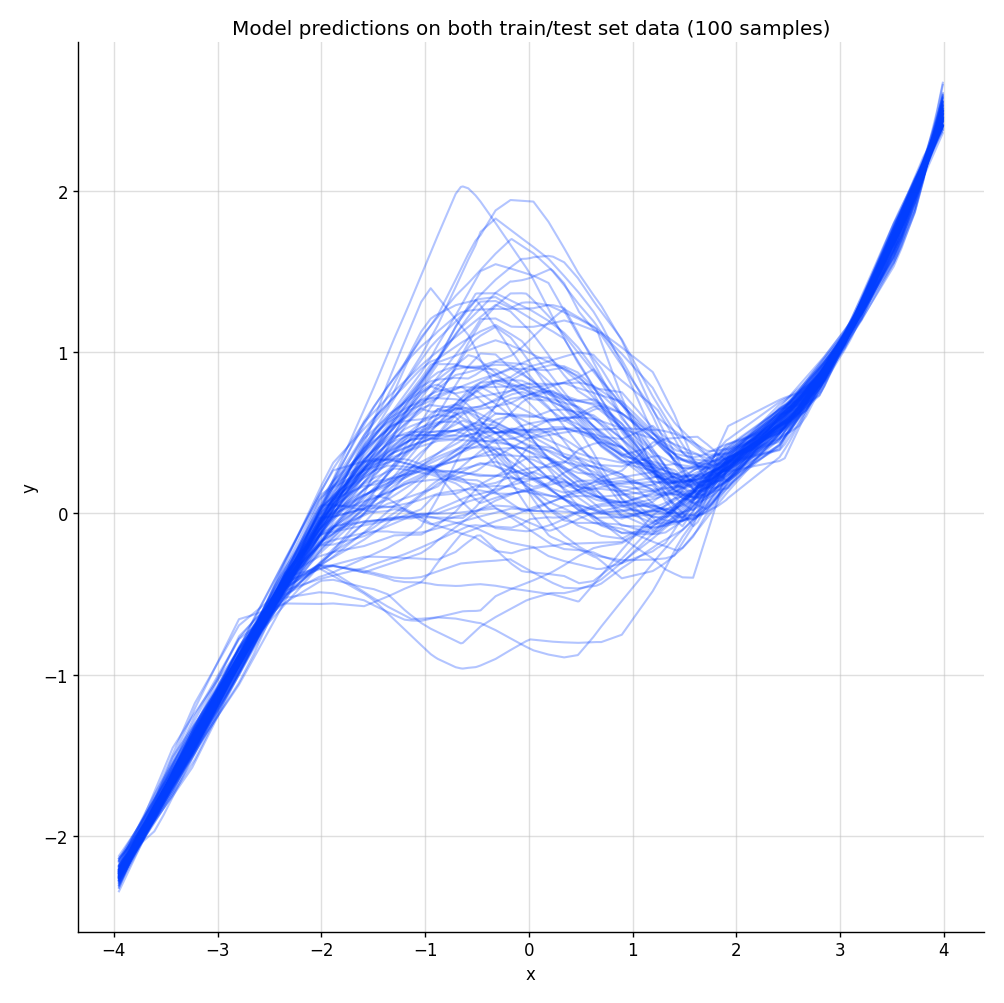 Model predictions on both train/test set data (100 samples)
y
2
1
0
−1
−2
−4 −3 −2 −1 0 1 2 3 4
x